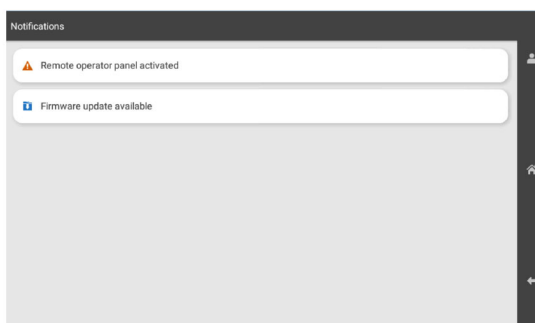 Notifications
Remote operator panel activated
Firmware update available